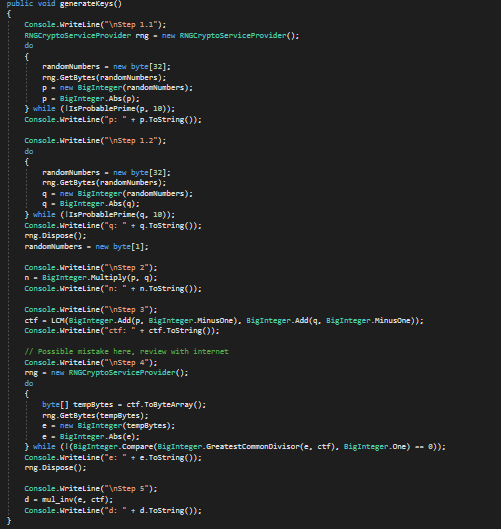 public void generateKeys()
{
Console.WriteLine("\nStep 1.1");
RNGCryptoServiceProvider rng = new RNGCryptoServiceProvider();
do
{
randomNumbers = new byte[32];
rng.GetBytes(randomNumbers);
p = new BigInteger(randomNumbers);
p = BigInteger.Abs(p);
} while (!IsProbablePrime(p, 10));
Console.WriteLine("p: " + p.ToString());
Console.WriteLine("\nStep 1.2");
do
{
randomNumbers = new byte[32];
rng.GetBytes(randomNumbers);
q = new BigInteger(randomNumbers);
q = BigInteger.Abs(q);
} while (!IsProbablePrime(q, 10));
Console.WriteLine("q: " + q.ToString());
rng.Dispose();
randomNumbers = new byte[1];
Console.WriteLine("\nStep 2");
n = BigInteger.Multiply(p, q);
Console.WriteLine("n: " + n.ToString());
Console.WriteLine("\nStep 3");
ctf = LCM(BigInteger.Add(p, BigInteger.MinusOne), BigInteger.Add(q, BigInteger.MinusOne));
Console.WriteLine("ctf: " + ctf.ToString());
// Possible mistake here, review with internet
Console.WriteLine("\nStep 4");
rng = new RNGCryptoServiceProvider();
do
{
byte[] tempBytes = ctf.ToByteArray();
rng.GetBytes(tempBytes);
e = new BigInteger(tempBytes);
e = BigInteger.Abs(e);
} while (!(BigInteger.Compare(BigInteger.GreatestCommonDivisor(e, ctf), BigInteger.One) == 0));
Console.WriteLine("e: " + e.ToString());
rng.Dispose();
Console.WriteLine("\nStep 5");
d = mul_inv(e, ctf);
Console.WriteLine("d: " + d.ToString());
}